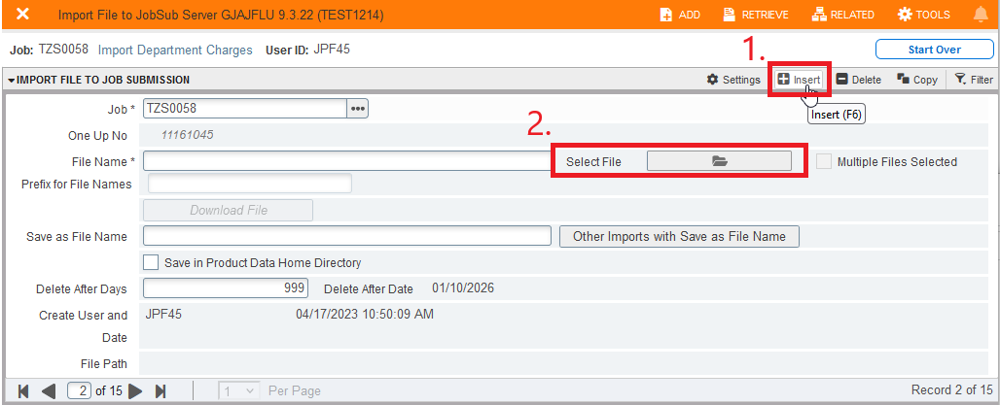 Import File to JobSub Server GJAJFLU 9.3.22 (TEST1214) ADD RETRIEVE RELATED TOOLS
Job: TZS0058 Import Department Charges User ID: JPF45 Start Over
1.
IMPORT FILE TO JOB SUBMISSION Settings Insert Delete Copy Filter
Insert (F6)
Job * TZS0058
2.
One Up No 11161045
File Name * Select File Multiple Files Selected
Prefix for File Names
Download File
Save as File Name Other Imports with Save as File Name
Save in Product Data Home Directory
Delete After Days 999 Delete After Date 01/10/2026
Create User and JPF45 04/17/2023 10:50:09 AM
Date
File Path
2 of 15 1 Per Page Record 2 of 15